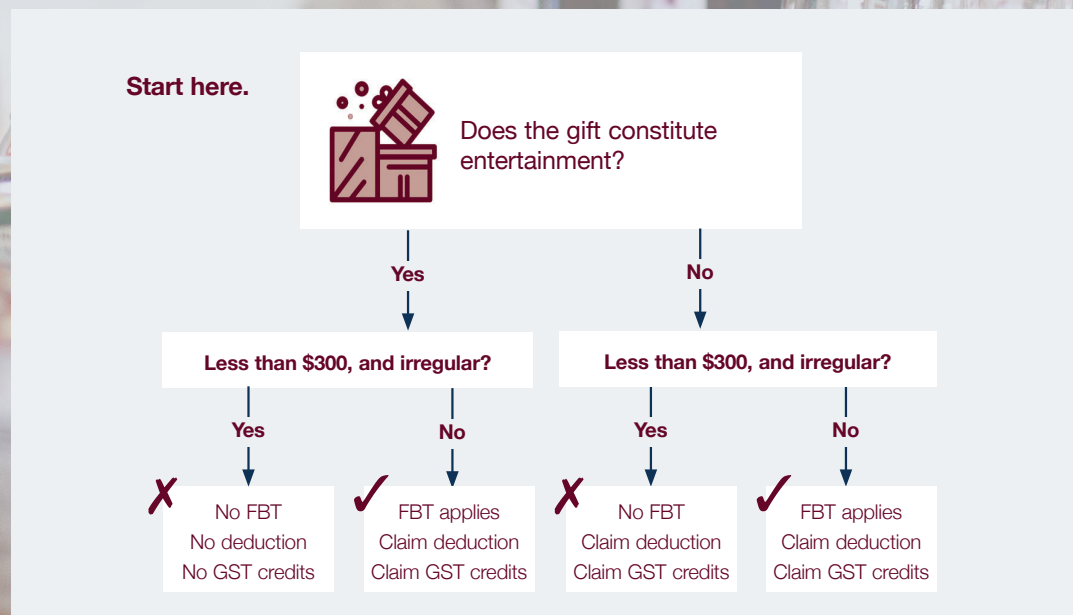 Start here.
Does the gift constitute
entertainment?
Yes
No
Less than $300, and irregular?
Less than $300, and irregular?
Yes
No
Yes
No
No FBT
No deduction
No GST credits
FBT applies
Claim deduction
Claim GST credits
No FBT
Claim deduction
Claim GST credits
FBT applies
Claim deduction
Claim GST credits